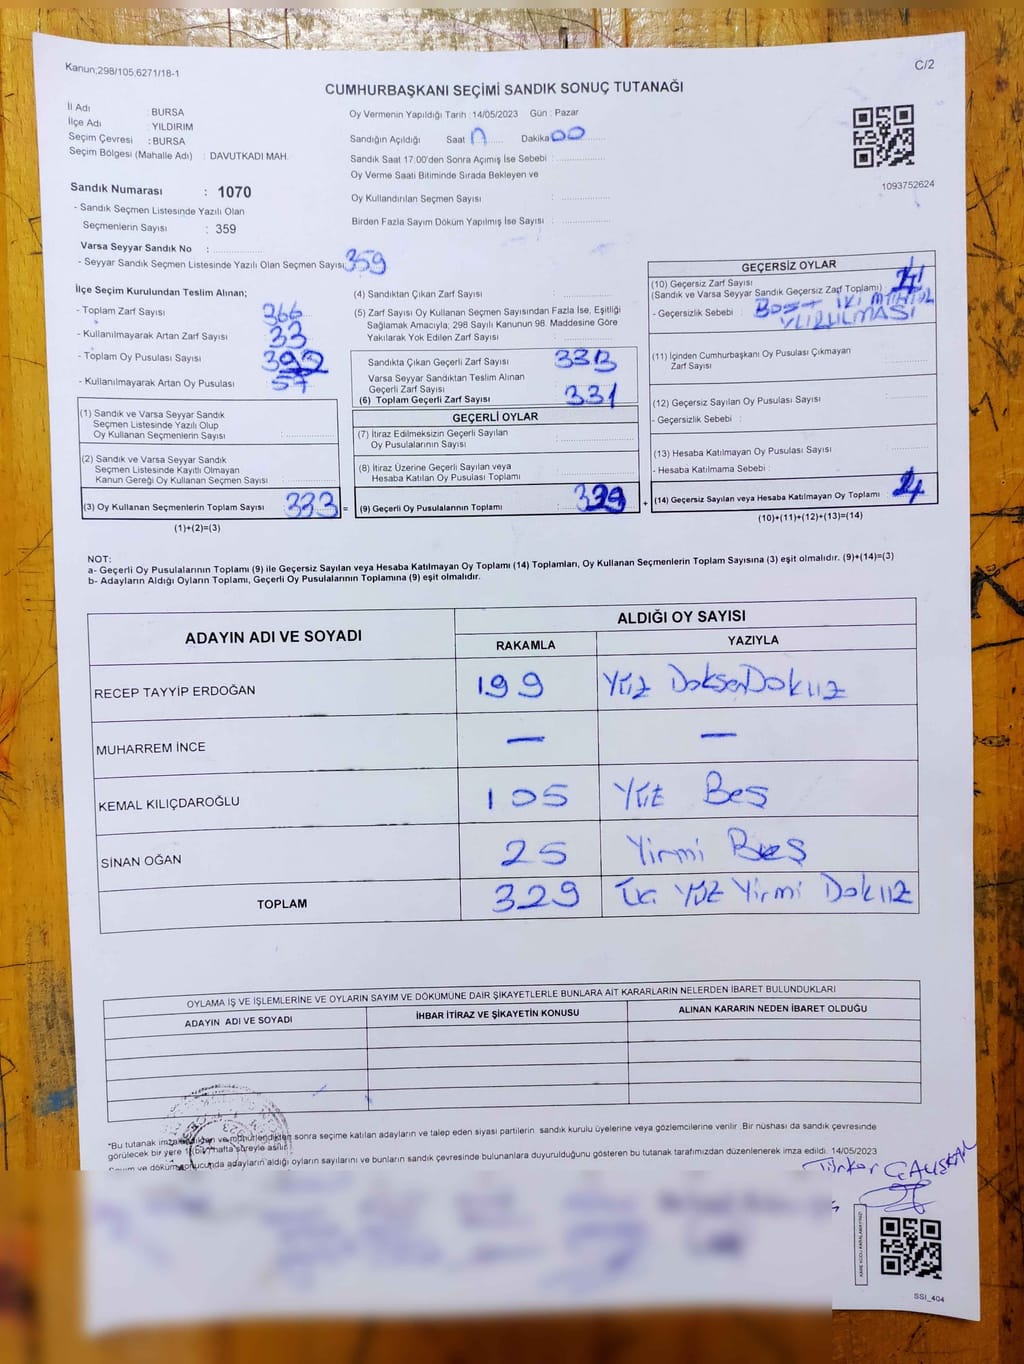 Kanun;298/105,6271/18-1
C/2
CUMHURBAŞKANI SEÇİMİ SANDIK SONUÇ TUTANAĞI
İl Adı : BURSA
İlçe Adı : YILDIRIM
Seçim Çevresi : BURSA
Seçim Bölgesi (Mahalle Adı) : DAVUTKADI MAH.
Sandık Numarası : 1070
- Sandık Seçmen Listesinde Yazılı Olan
Seçmenlerin Sayısı : 359
Varsa Seyyar Sandık No :
- Seyyar Sandık Seçmen Listesinde Yazılı Olan Seçmen Sayısı: 359
Oy Vermenin Yapıldığı Tarih : 14/05/2023 Gün : Pazar
Sandığın Açıldığı Saat Dakika 00
Sandık Saat 17:00'den Sonra Açımış İse Sebebi :
Oy Verme Saati Bitiminde Sırada Bekleyen ve
Oy Kullandırılan Seçmen Sayısı :
Birden Fazla Sayım Döküm Yapılmış İse Sayısı :
1093752624
İlçe Seçim Kurulundan Teslim Alınan;
- Toplam Zarf Sayısı : 366
- Kullanılmayarak Artan Zarf Sayısı : 33
- Toplam Oy Pusulası Sayısı : 392
- Kullanılmayarak Artan Oy Pusulası : 57
(1) Sandık ve Varsa Seyyar Sandık
Seçmen Listesinde Yazılı Olup
Oy Kullanan Seçmenlerin Sayısı :
(2) Sandık ve Varsa Seyyar Sandık
Seçmen Listesinde Kayıtlı Olmayan
Kanun Gereği Oy Kullanan Seçmen Sayısı :
(3) Oy Kullanan Seçmenlerin Toplam Sayısı : 333 =
(1)+(2)=(3)
(4) Sandıktan Çıkan Zarf Sayısı :
(5) Zarf Sayısı Oy Kullanan Seçmen Sayısından Fazla İse, Eşitliği
Sağlamak Amacıyla; 298 Sayılı Kanunun 98. Maddesine Göre
Yakılarak Yok Edilen Zarf Sayısı :
Sandıkta Çıkan Geçerli Zarf Sayısı : 333
Varsa Seyyar Sandıktan Teslim Alınan
Geçerli Zarf Sayısı :
(6) Toplam Geçerli Zarf Sayısı : 331
GEÇERLİ OYLAR
(7) İtiraz Edilmeksizin Geçerli Sayılan
Oy Pusulalarının Sayısı :
(8) İtiraz Üzerine Geçerli Sayılan veya
Hesaba Katılan Oy Pusulası Toplamı :
(9) Geçerli Oy Pusulalarının Toplamı : 329 +
GEÇERSİZ OYLAR
(10) Geçersiz Zarf Sayısı
(Sandık ve Varsa Seyyar Sandık Geçersiz Zarf Toplamı) :
- Geçersizlik Sebebi : BOŞ + İKİ MÜHÜR
VURULMASI
(11) İçinden Cumhurbaşkanı Oy Pusulası Çıkmayan
Zarf Sayısı :
(12) Geçersiz Sayılan Oy Pusulası Sayısı :
- Geçersizlik Sebebi :
(13) Hesaba Katılmayan Oy Pusulası Sayısı :
- Hesaba Katılmama Sebebi :
(14) Geçersiz Sayılan veya Hesaba Katılmayan Oy Toplamı : 4
(10)+(11)+(12)+(13)=(14)
NOT:
a- Geçerli Oy Pusulalarının Toplamı (9) ile Geçersiz Sayılan veya Hesaba Katılmayan Oy Toplamı (14) Toplamları, Oy Kullanan Seçmenlerin Toplam Sayısına (3) eşit olmalıdır. (9)+(14)=(3)
b- Adayların Aldığı Oyların Toplamı, Geçerli Oy Pusulalarının Toplamına (9) eşit olmalıdır.
ADAYIN ADI VE SOYADI
ALDIĞI OY SAYISI
RAKAMLA YAZIYLA
RECEP TAYYİP ERDOĞAN 199 Yüz DoksanDokuz
MUHARREM İNCE — —
KEMAL KILIÇDAROĞLU 105 Yüz Beş
SİNAN OĞAN 25 Yirmi Beş
TOPLAM 329 Yüz Yirmi Dokuz
OYLAMA İŞ VE İŞLEMLERİNE VE OYLARIN SAYIM VE DÖKÜMÜNE DAİR ŞİKAYETLERLE BUNLARA AİT KARARLARIN NELERDEN İBARET BULUNDUKLARI
ADAYIN ADI VE SOYADI İHBAR İTİRAZ VE ŞİKAYETİN KONUSU ALINAN KARARIN NEDEN İBARET OLDUĞU
*Bu tutanak imzalandıktan ve mühürlendikten sonra seçime katılan adayların ve talep eden siyasi partilerin sandık kurulu üyelerine veya gözlemcilerine verilir. Bir nüshası da sandık çevresinde
görülecek bir yere 1 (bir) hafta süreyle asılır.
Sayım ve döküm sonucunda adayların aldığı oyların sayılarını ve bunların sandık çevresinde bulunanlara duyurulduğunu gösteren bu tutanak tarafımızdan düzenlenerek imza edildi. 14/05/2023
Türker ÇALIŞKAN
KARE KODU KARALAMAYINIZ!
SSI_404